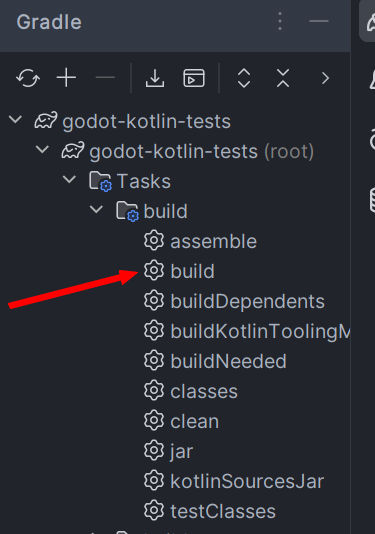 Gradle
godot-kotlin-tests
godot-kotlin-tests (root)
Tasks
build
assemble
build
buildDependents
buildKotlinToolingM
buildNeeded
classes
clean
jar
kotlinSourcesJar
testClasses